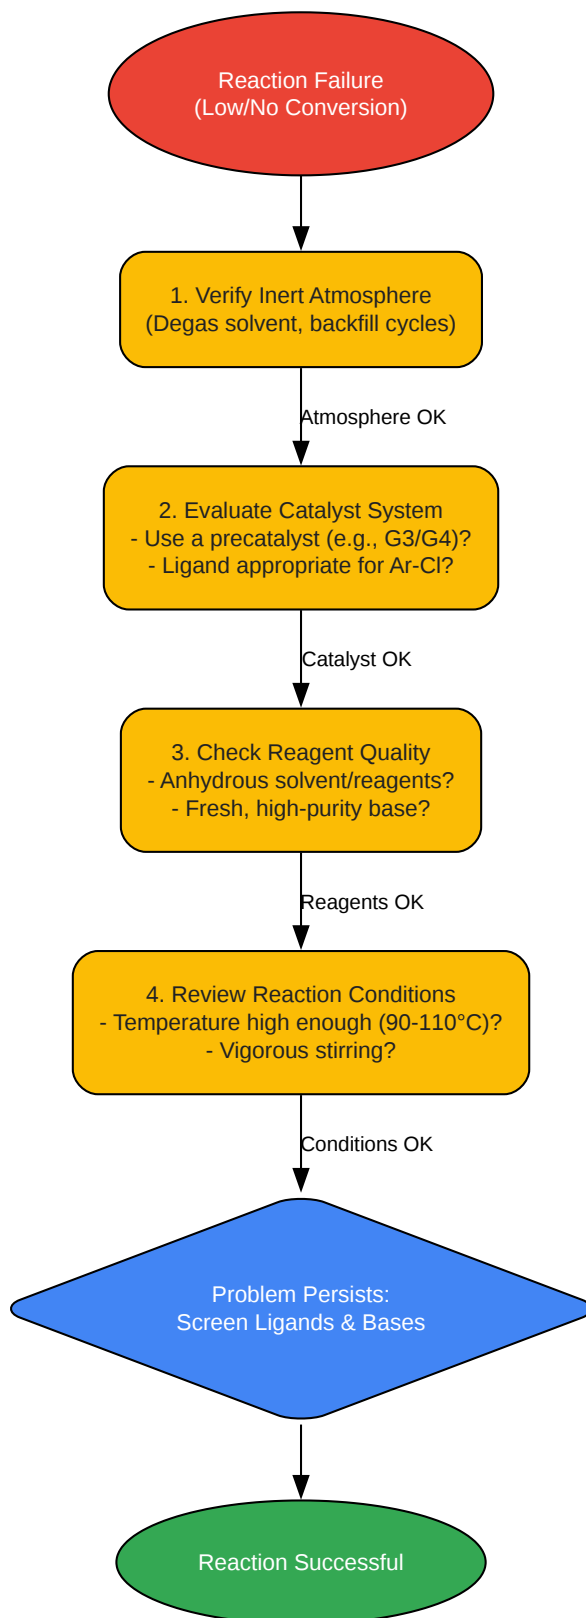 Reaction Failure
(Low/No Conversion)
1. Verify Inert Atmosphere
(Degas solvent, backfill cycles)
Atmosphere OK
2. Evaluate Catalyst System
- Use a precatalyst (e.g., G3/G4)?
- Ligand appropriate for Ar-Cl?
Catalyst OK
3. Check Reagent Quality
- Anhydrous solvent/reagents?
- Fresh, high-purity base?
Reagents OK
4. Review Reaction Conditions
- Temperature high enough (90-110°C)?
- Vigorous stirring?
Conditions OK
Problem Persists:
Screen Ligands & Bases
Reaction Successful